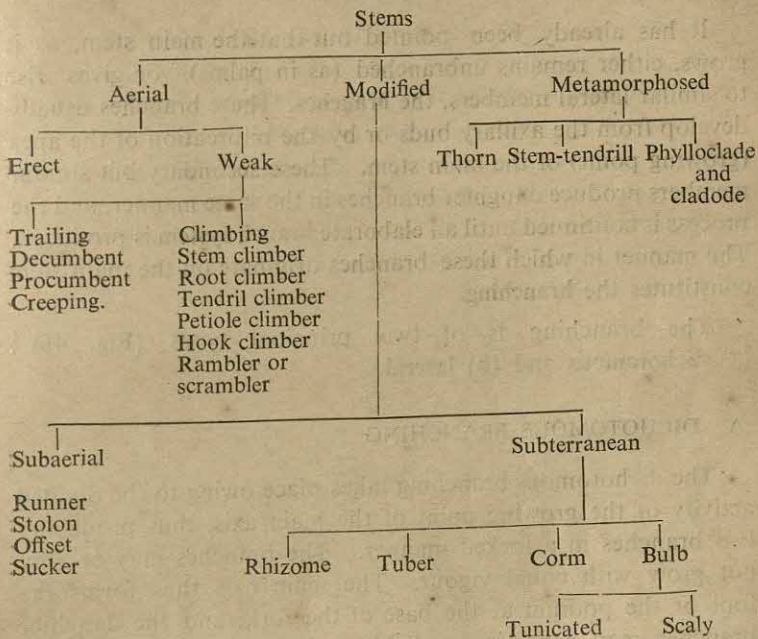 Stems
Aerial Modified Metamorphosed
Erect Weak Thorn Stem-tendrill Phylloclade
and
cladode
Trailing
Decumbent
Procumbent
Creeping.
Climbing
Stem climber
Root climber
Tendril climber
Petiole climber
Hook climber
Rambler or
scrambler
Subaerial Subterranean
Runner
Stolon
Offset
Sucker
Rhizome Tuber Corm Bulb
Tunicated Scaly